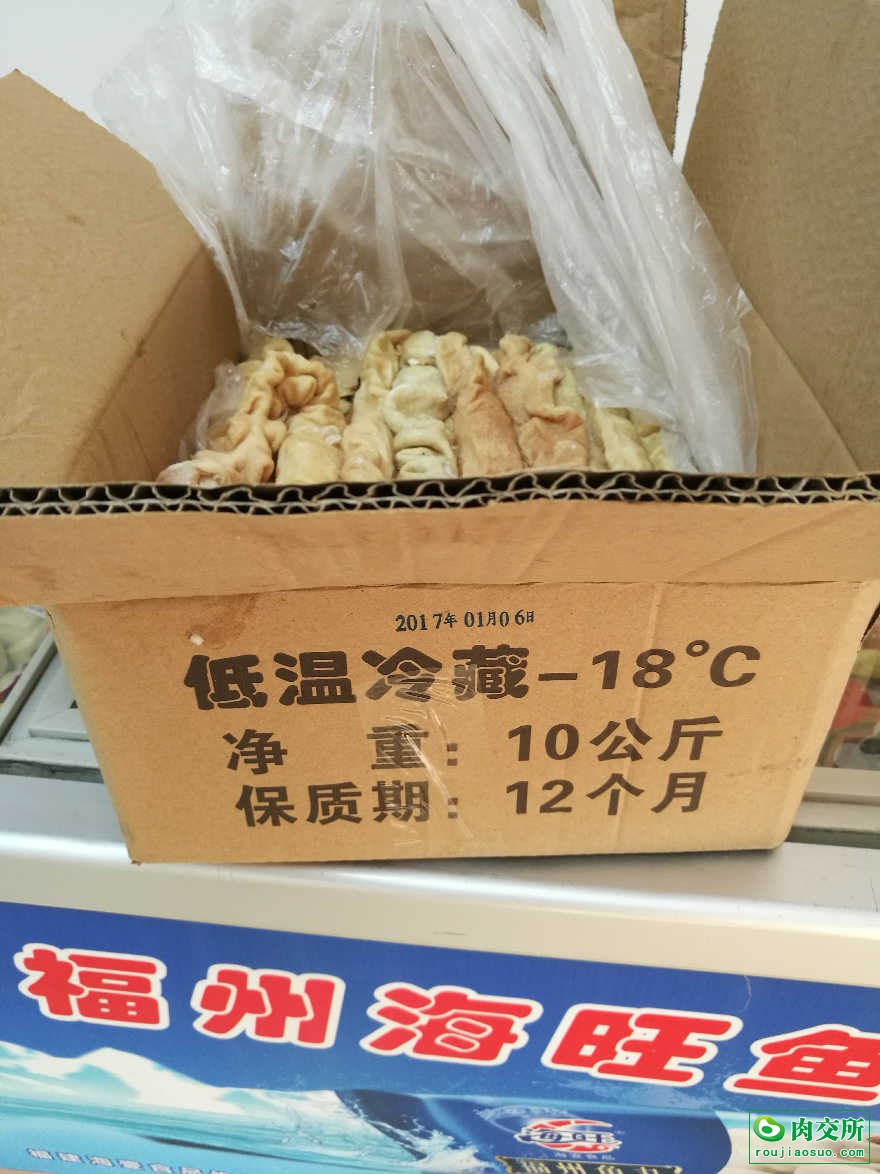 2017年01月06日
低温冷藏-18°C
净 重：10公斤
保质期：12个月
福州海旺鱼
肉交所
roujiaosuo.com